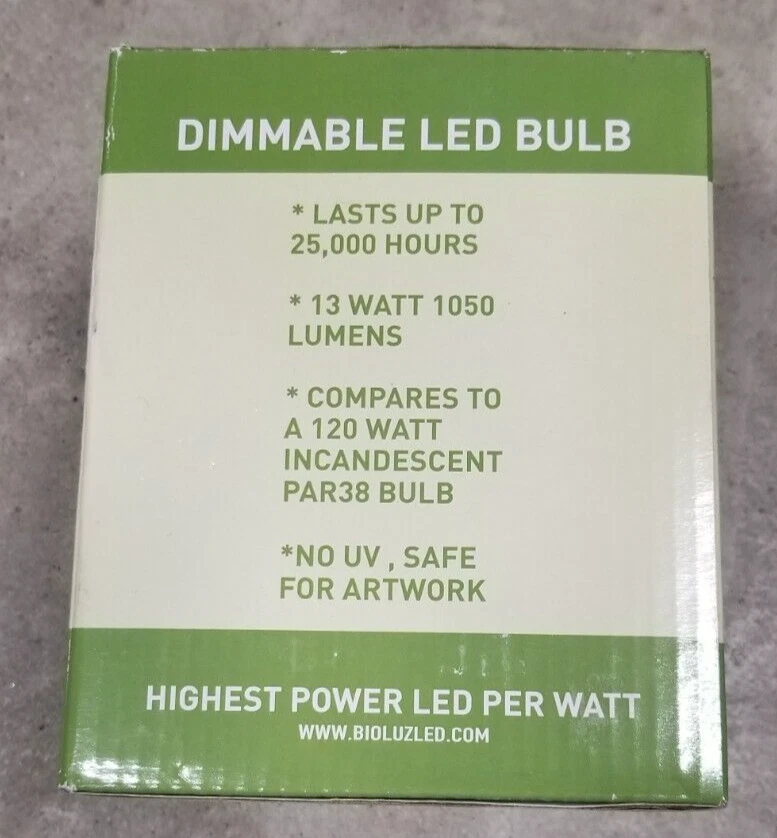 DIMMABLE LED BULB
* LASTS UP TO
25,000 HOURS
* 13 WATT 1050
LUMENS
* COMPARES TO
A 120 WATT
INCANDESCENT
PAR38 BULB
*NO UV , SAFE
FOR ARTWORK
HIGHEST POWER LED PER WATT
WWW.BIOLUZLED.COM